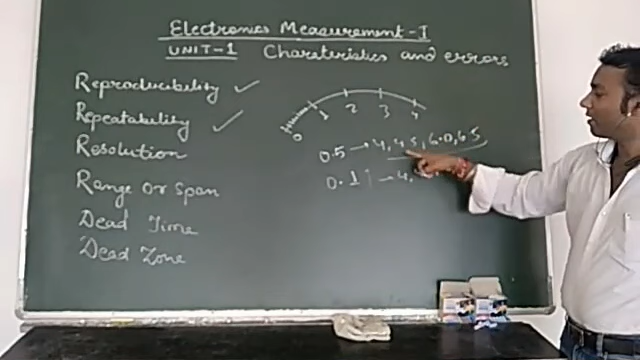 Electronics Measurement-I
UNIT-1 Charateristics and errors
Reproducibility ✓
Repeatability ✓
Resolution
Range or Span
Dead Time
Dead Zone
0 1 2 3 4
0.5 → 4, 4.5, 6.0, 6.5
0.1 → 4.